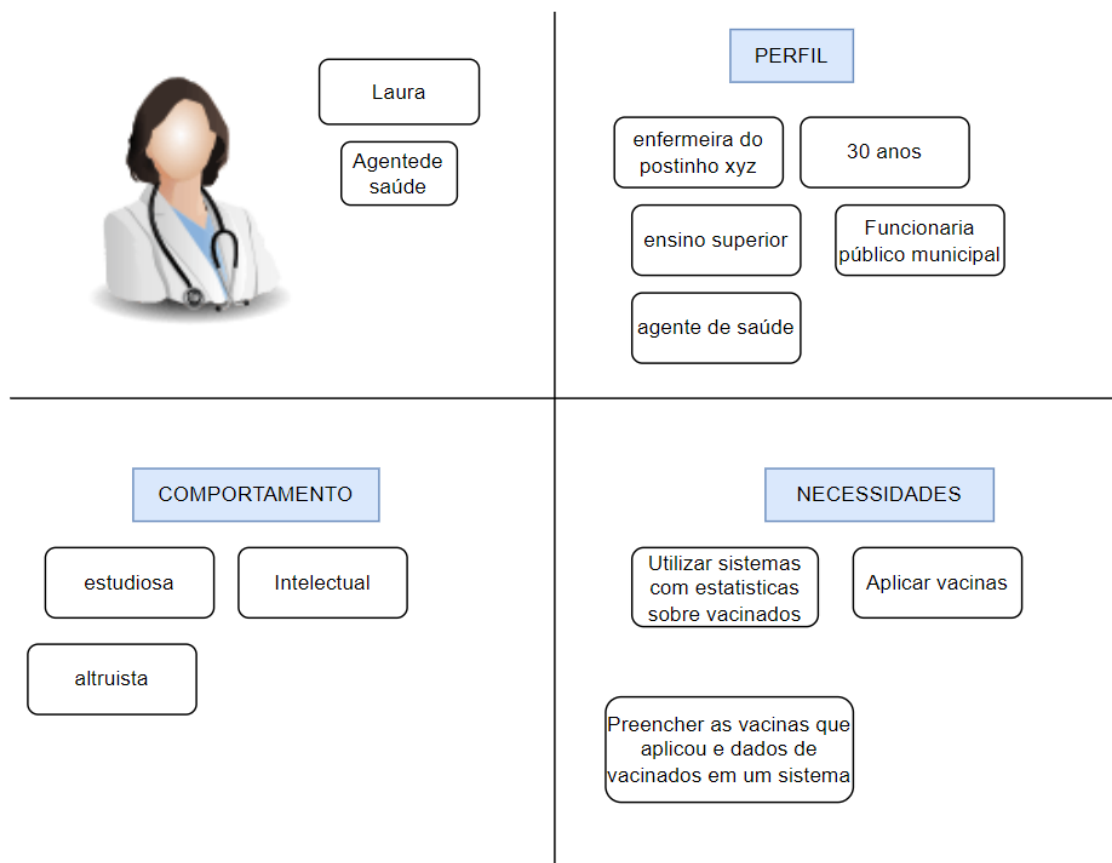 Laura
Agentede
saúde
PERFIL
enfermeira do
postinho xyz
30 anos
ensino superior
Funcionaria
público municipal
agente de saúde
COMPORTAMENTO
estudiosa
Intelectual
altruista
NECESSIDADES
Utilizar sistemas
com estatisticas
sobre vacinados
Aplicar vacinas
Preencher as vacinas que
aplicou e dados de
vacinados em um sistema